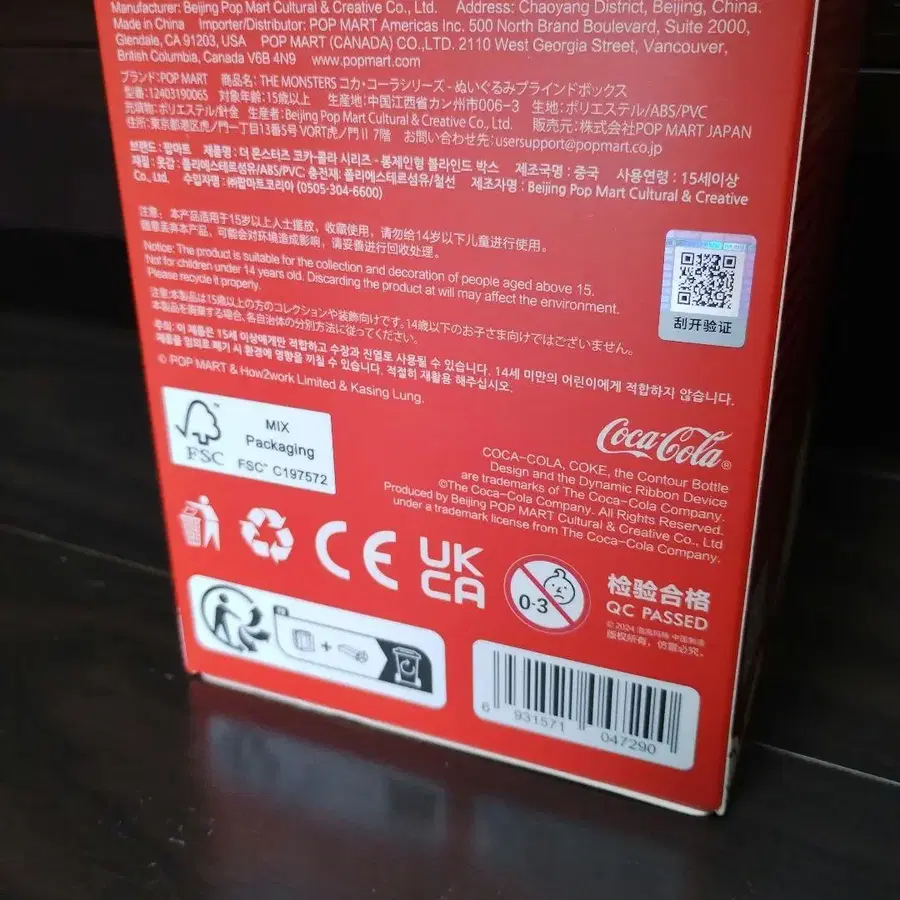 Manufacturer: Beijing Pop Mart Cultural & Creative Co., Ltd. Address: Chaoyang District, Beijing, China.
Made in China Importer/Distributor: POP MART Americas Inc. 500 North Brand Boulevard, Suite 2000,
Glendale, CA 91203, USA POP MART (CANADA) CO.,LTD. 2110 West Georgia Street, Vancouver,
British Columbia, Canada V6B 4N9 www.popmart.com
ブランド:POP MART 商品名:THE MONSTERS コカ・コーラシリーズ - ぬいぐるみブラインドボックス
型番:1240319006S 対象年齢:15歳以上 生産地:中国江西省カン州市006-3 生地:ポリエステル/ABS/PVC
充填物:ポリエステル/針金 生産者:Beijing Pop Mart Cultural & Creative Co., Ltd. 販売元:株式会社POP MART JAPAN
住所:東京都港区虎ノ門一丁目13番5号 VORT虎ノ門II 7階 お問い合わせ先:usersupport@popmart.co.jp
브랜드 : 팝마트 제품명 : 더 몬스터즈 코카-콜라 시리즈 - 봉제인형 블라인드 박스 제조국명 : 중국 사용연령 : 15세이상
재질 : 옷감 : 폴리에스테르섬유/ABS/PVC; 충전재: 폴리에스테르섬유/철선 제조자명 : Beijing Pop Mart Cultural & Creative
Co., Ltd. 수입자명 : ㈜팝마트코리아 (0505-304-6600)
注意: 本产品适用于15岁以上人士摆放，收藏使用，请勿给14岁以下儿童进行使用。
随意丢弃本产品，可能会对环境造成影响，请妥善进行回收处理。
Notice: The product is suitable for the collection and decoration of people aged above 15.
Not for children under 14 years old. Discarding the product at will may affect the environment.
Please recycle it properly.
注意:本製品は15歳以上の方のコレクションや装飾向けです。14歳以下のお子さま向けではございません。
本製品を廃棄する場合、各自治体の分別方法に従ってください。
주의: 이 제품은 15세 이상에게만 적합하고 수장과 진열로 사용될 수 있습니다. 14세 미만의 어린이에게 적합하지 않습니다.
제품을 임의로 폐기 시 환경에 영향을 끼칠 수 있습니다. 적절히 재활용 해주십시오.
© POP MART & How2work Limited & Kasing Lung.
刮开验证
FSC
MIX
Packaging
FSC™ C197572
Coca-Cola®
COCA-COLA, COKE, the Contour Bottle
Design and the Dynamic Ribbon Device
are trademarks of The Coca-Cola Company.
©The Coca-Cola Company. All Rights Reserved.
Produced by Beijing POP MART Cultural & Creative Co., Ltd
under a trademark license from The Coca-Cola Company.
CE
UK
CA
0-3
检验合格
QC PASSED
© 2024 泡泡玛特 中国制造
版权所有，仿冒必究。
6 931571 047290